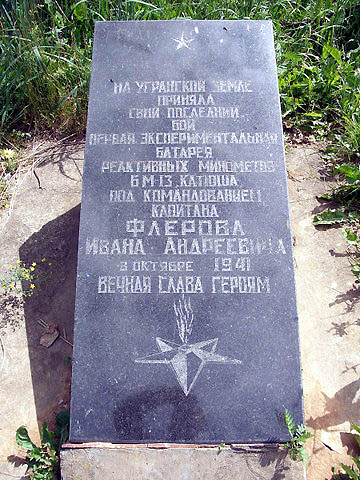 НА УГРАНСКОЙ ЗЕМЛЕ
ПРИНЯЛА
СВОЙ ПОСЛЕДНИЙ
БОЙ
ПЕРВАЯ ЭКСПЕРИМЕНТАЛЬНАЯ
БАТАРЕЯ
РЕАКТИВНЫХ МИНОМЕТОВ
БМ-13 „КАТЮША„
ПОД КОМАНДОВАНИЕМ
КАПИТАНА
ФЛЕРОВА
ИВАНА АНДРЕЕВИЧА
В ОКТЯБРЕ 1941
ВЕЧНАЯ СЛАВА ГЕРОЯМ